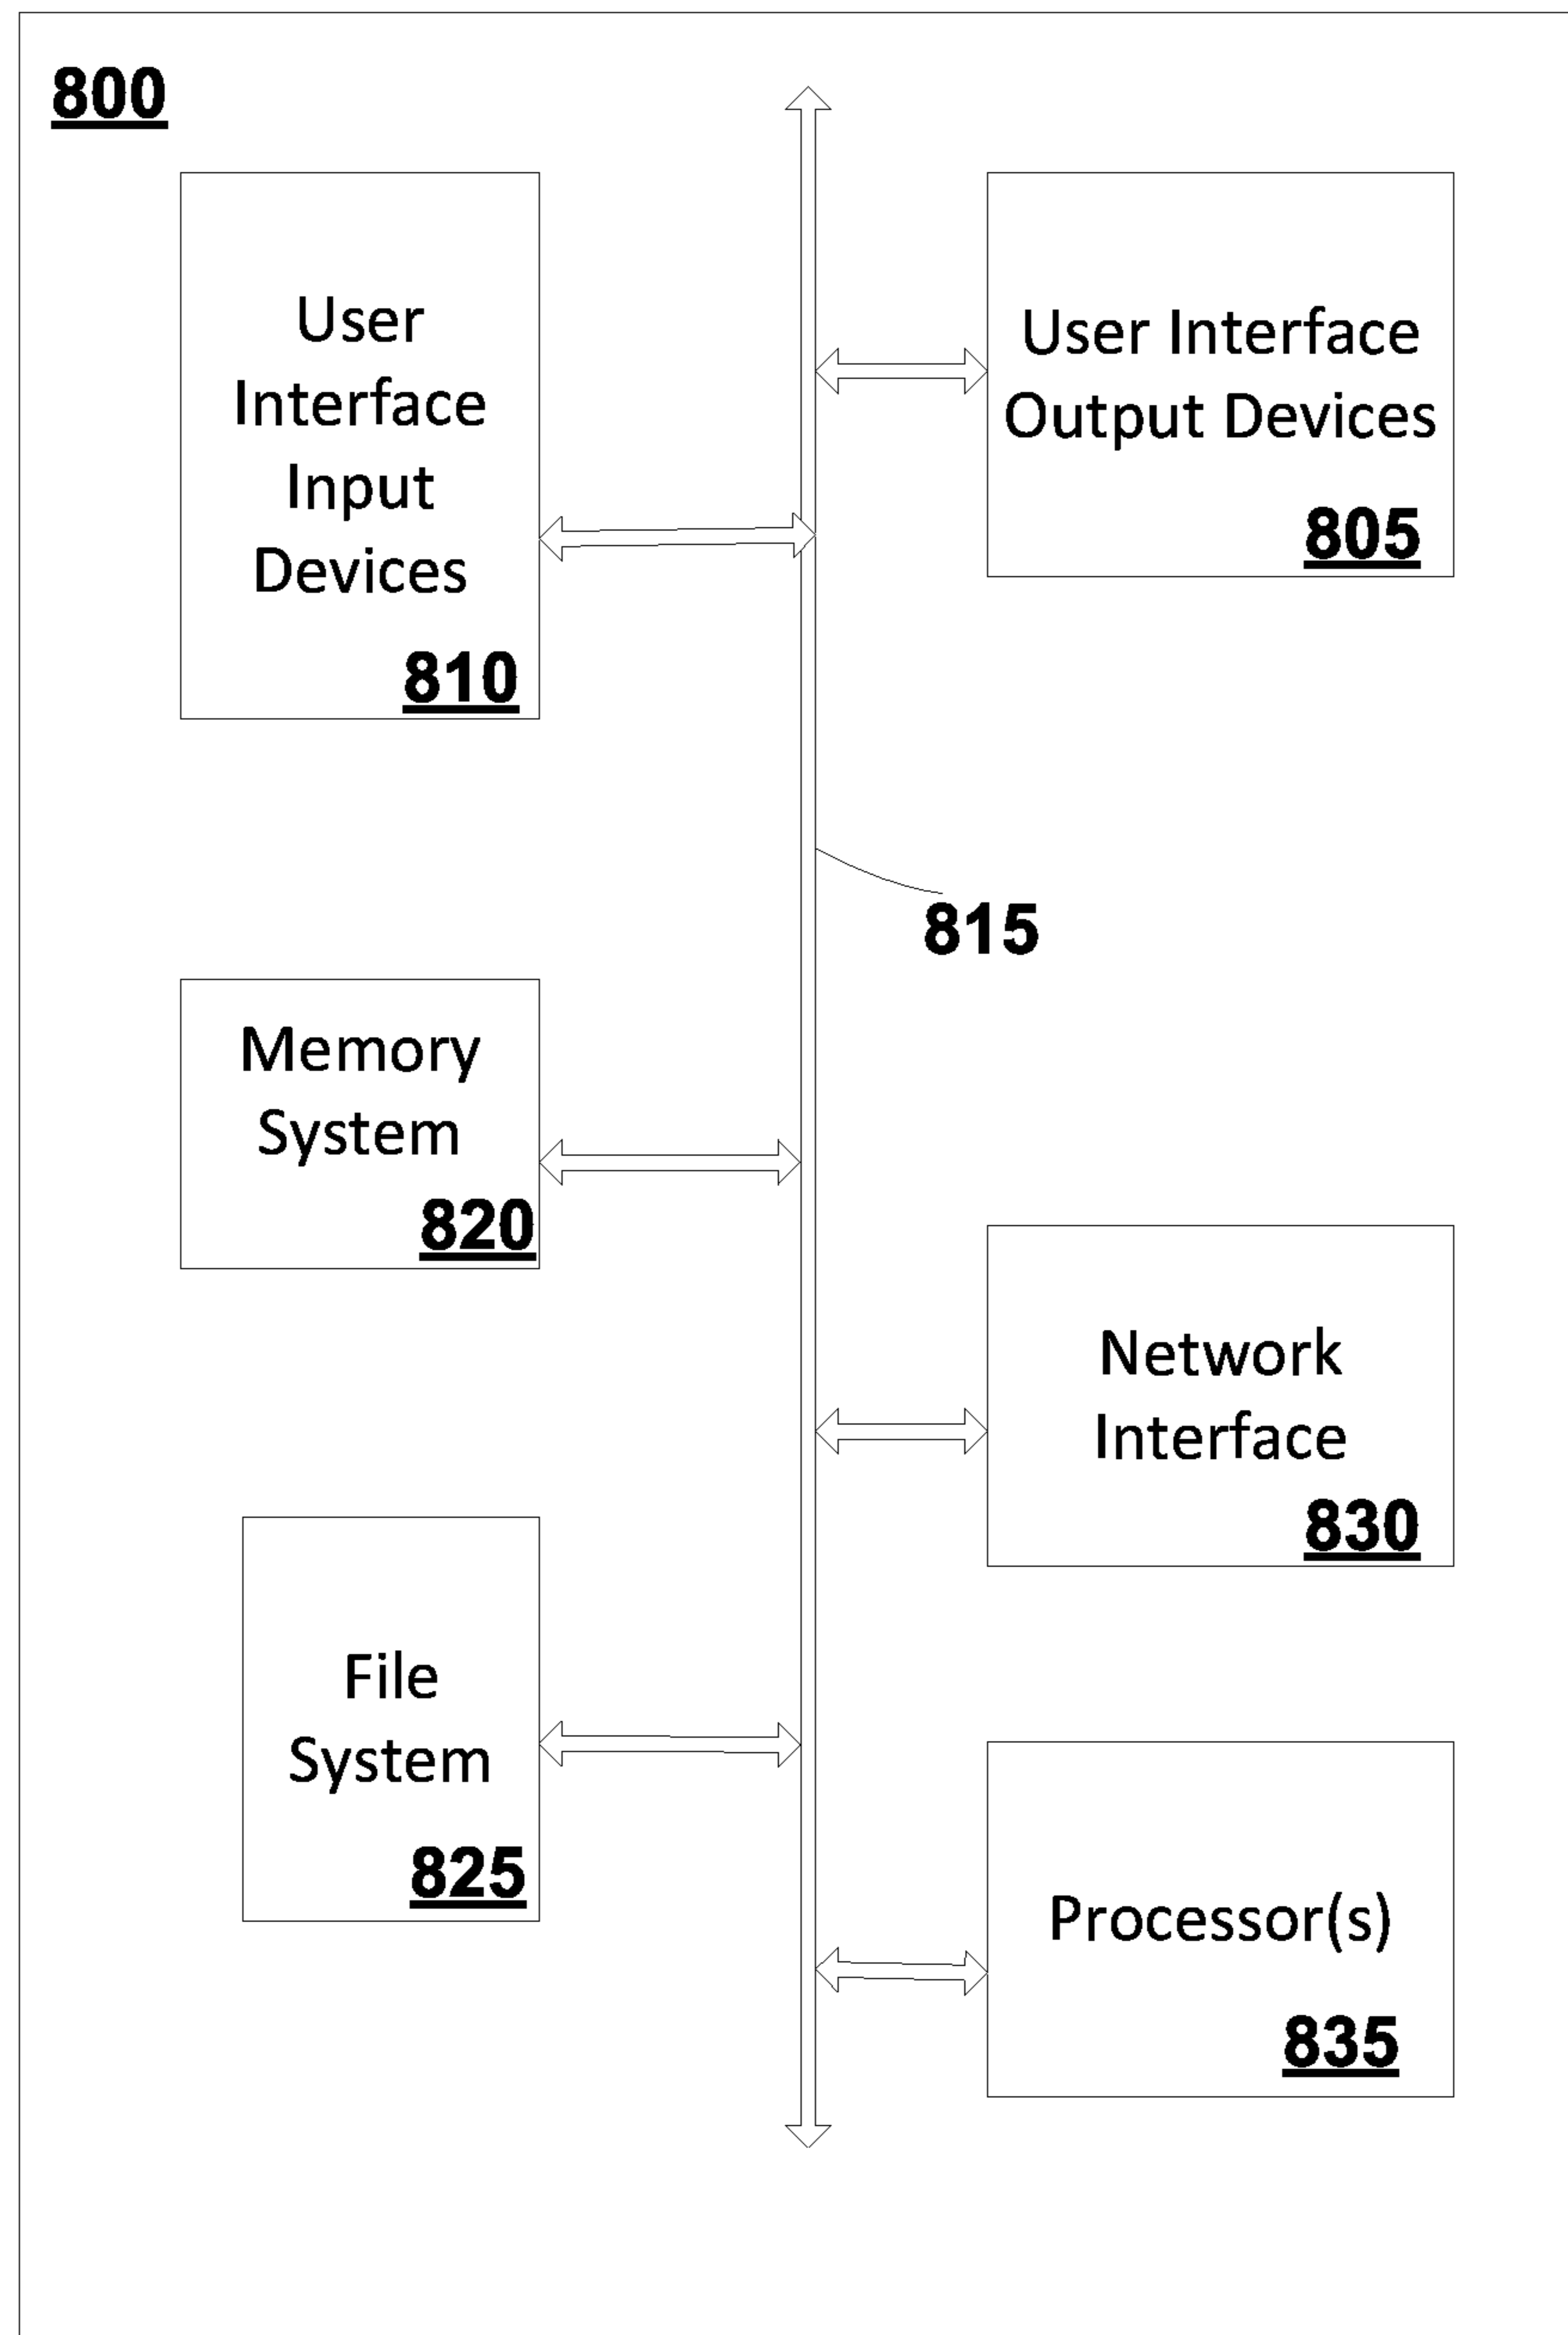 800
User
Interface
Input
Devices
810
User Interface
Output Devices
805
815
Memory
System
820
Network
Interface
830
File
System
825
Processor(s)
835